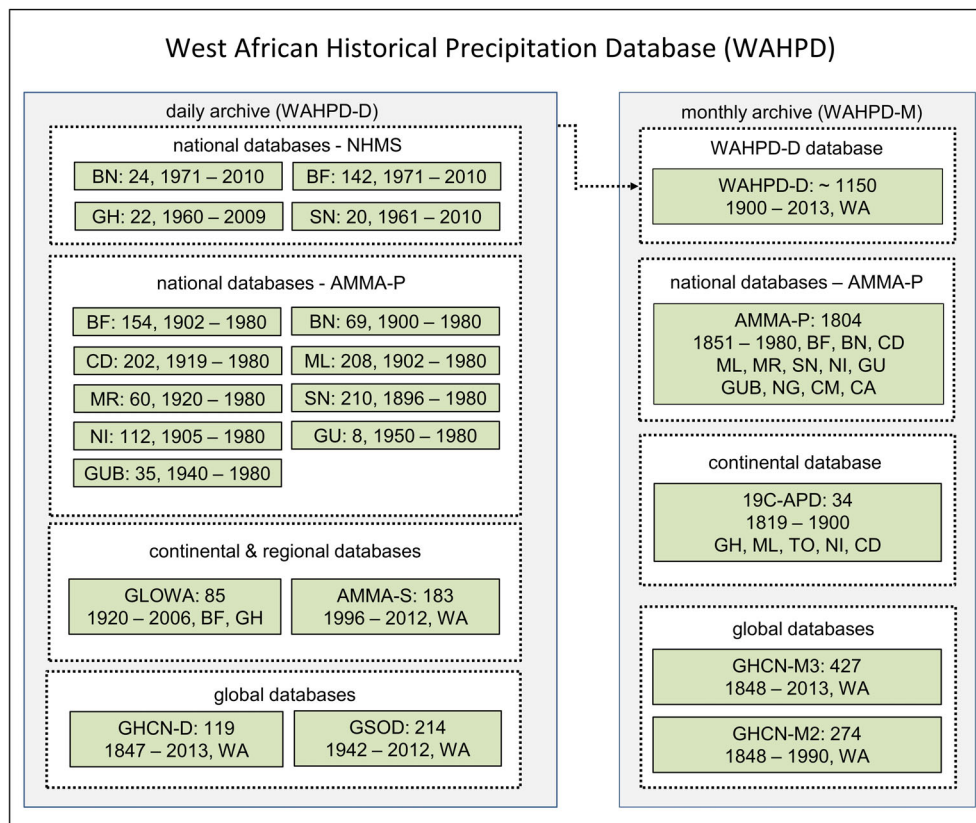 West African Historical Precipitation Database (WAHPD)
daily archive (WAHPD-D)
national databases - NHMS
BN: 24, 1971 – 2010
BF: 142, 1971 – 2010
GH: 22, 1960 – 2009
SN: 20, 1961 – 2010
national databases - AMMA-P
BF: 154, 1902 – 1980
BN: 69, 1900 – 1980
CD: 202, 1919 – 1980
ML: 208, 1902 – 1980
MR: 60, 1920 – 1980
SN: 210, 1896 – 1980
NI: 112, 1905 – 1980
GU: 8, 1950 – 1980
GUB: 35, 1940 – 1980
continental & regional databases
GLOWA: 85
1920 – 2006, BF, GH
AMMA-S: 183
1996 – 2012, WA
global databases
GHCN-D: 119
1847 – 2013, WA
GSOD: 214
1942 – 2012, WA
monthly archive (WAHPD-M)
WAHPD-D database
WAHPD-D: ~ 1150
1900 – 2013, WA
national databases – AMMA-P
AMMA-P: 1804
1851 – 1980, BF, BN, CD
ML, MR, SN, NI, GU
GUB, NG, CM, CA
continental database
19C-APD: 34
1819 – 1900
GH, ML, TO, NI, CD
global databases
GHCN-M3: 427
1848 – 2013, WA
GHCN-M2: 274
1848 – 1990, WA